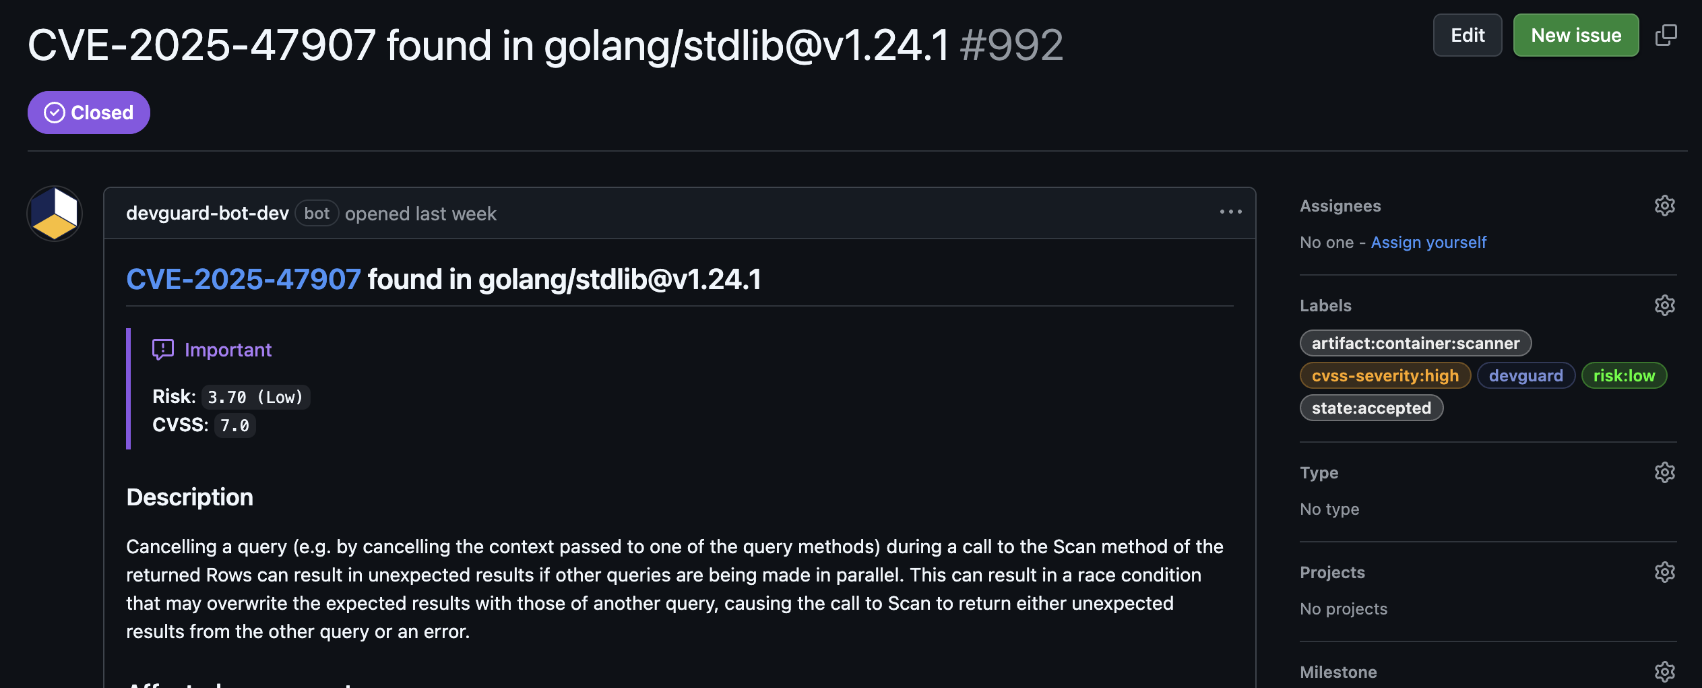 CVE-2025-47907 found in golang/stdlib@v1.24.1 #992
Edit
New issue
Closed
devguard-bot-dev bot opened last week
CVE-2025-47907 found in golang/stdlib@v1.24.1
Important
Risk: 3.70 (Low)
CVSS: 7.0
Description
Cancelling a query (e.g. by cancelling the context passed to one of the query methods) during a call to the Scan method of the
returned Rows can result in unexpected results if other queries are being made in parallel. This can result in a race condition
that may overwrite the expected results with those of another query, causing the call to Scan to return either unexpected
results from the other query or an error.
Assignees
No one - Assign yourself
Labels
artifact:container:scanner
cvss-severity:high devguard risk:low
state:accepted
Type
No type
Projects
No projects
Milestone